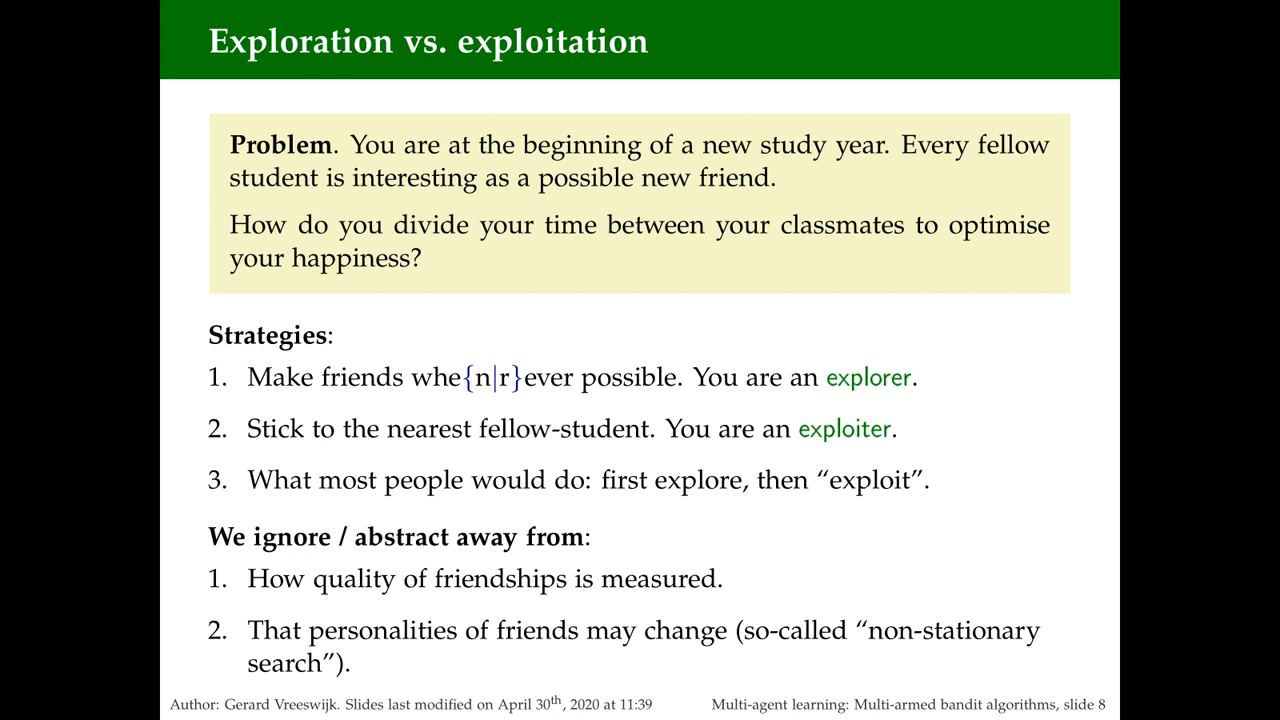 Exploration vs. exploitation
Problem. You are at the beginning of a new study year. Every fellow
student is interesting as a possible new friend.
How do you divide your time between your classmates to optimise
your happiness?
Strategies:
1. Make friends whe{n|r}ever possible. You are an explorer.
2. Stick to the nearest fellow-student. You are an exploiter.
3. What most people would do: first explore, then “exploit”.
We ignore / abstract away from:
1. How quality of friendships is measured.
2. That personalities of friends may change (so-called “non-stationary
search”).
Author: Gerard Vreeswijk. Slides last modified on April 30th, 2020 at 11:39
Multi-agent learning: Multi-armed bandit algorithms, slide 8